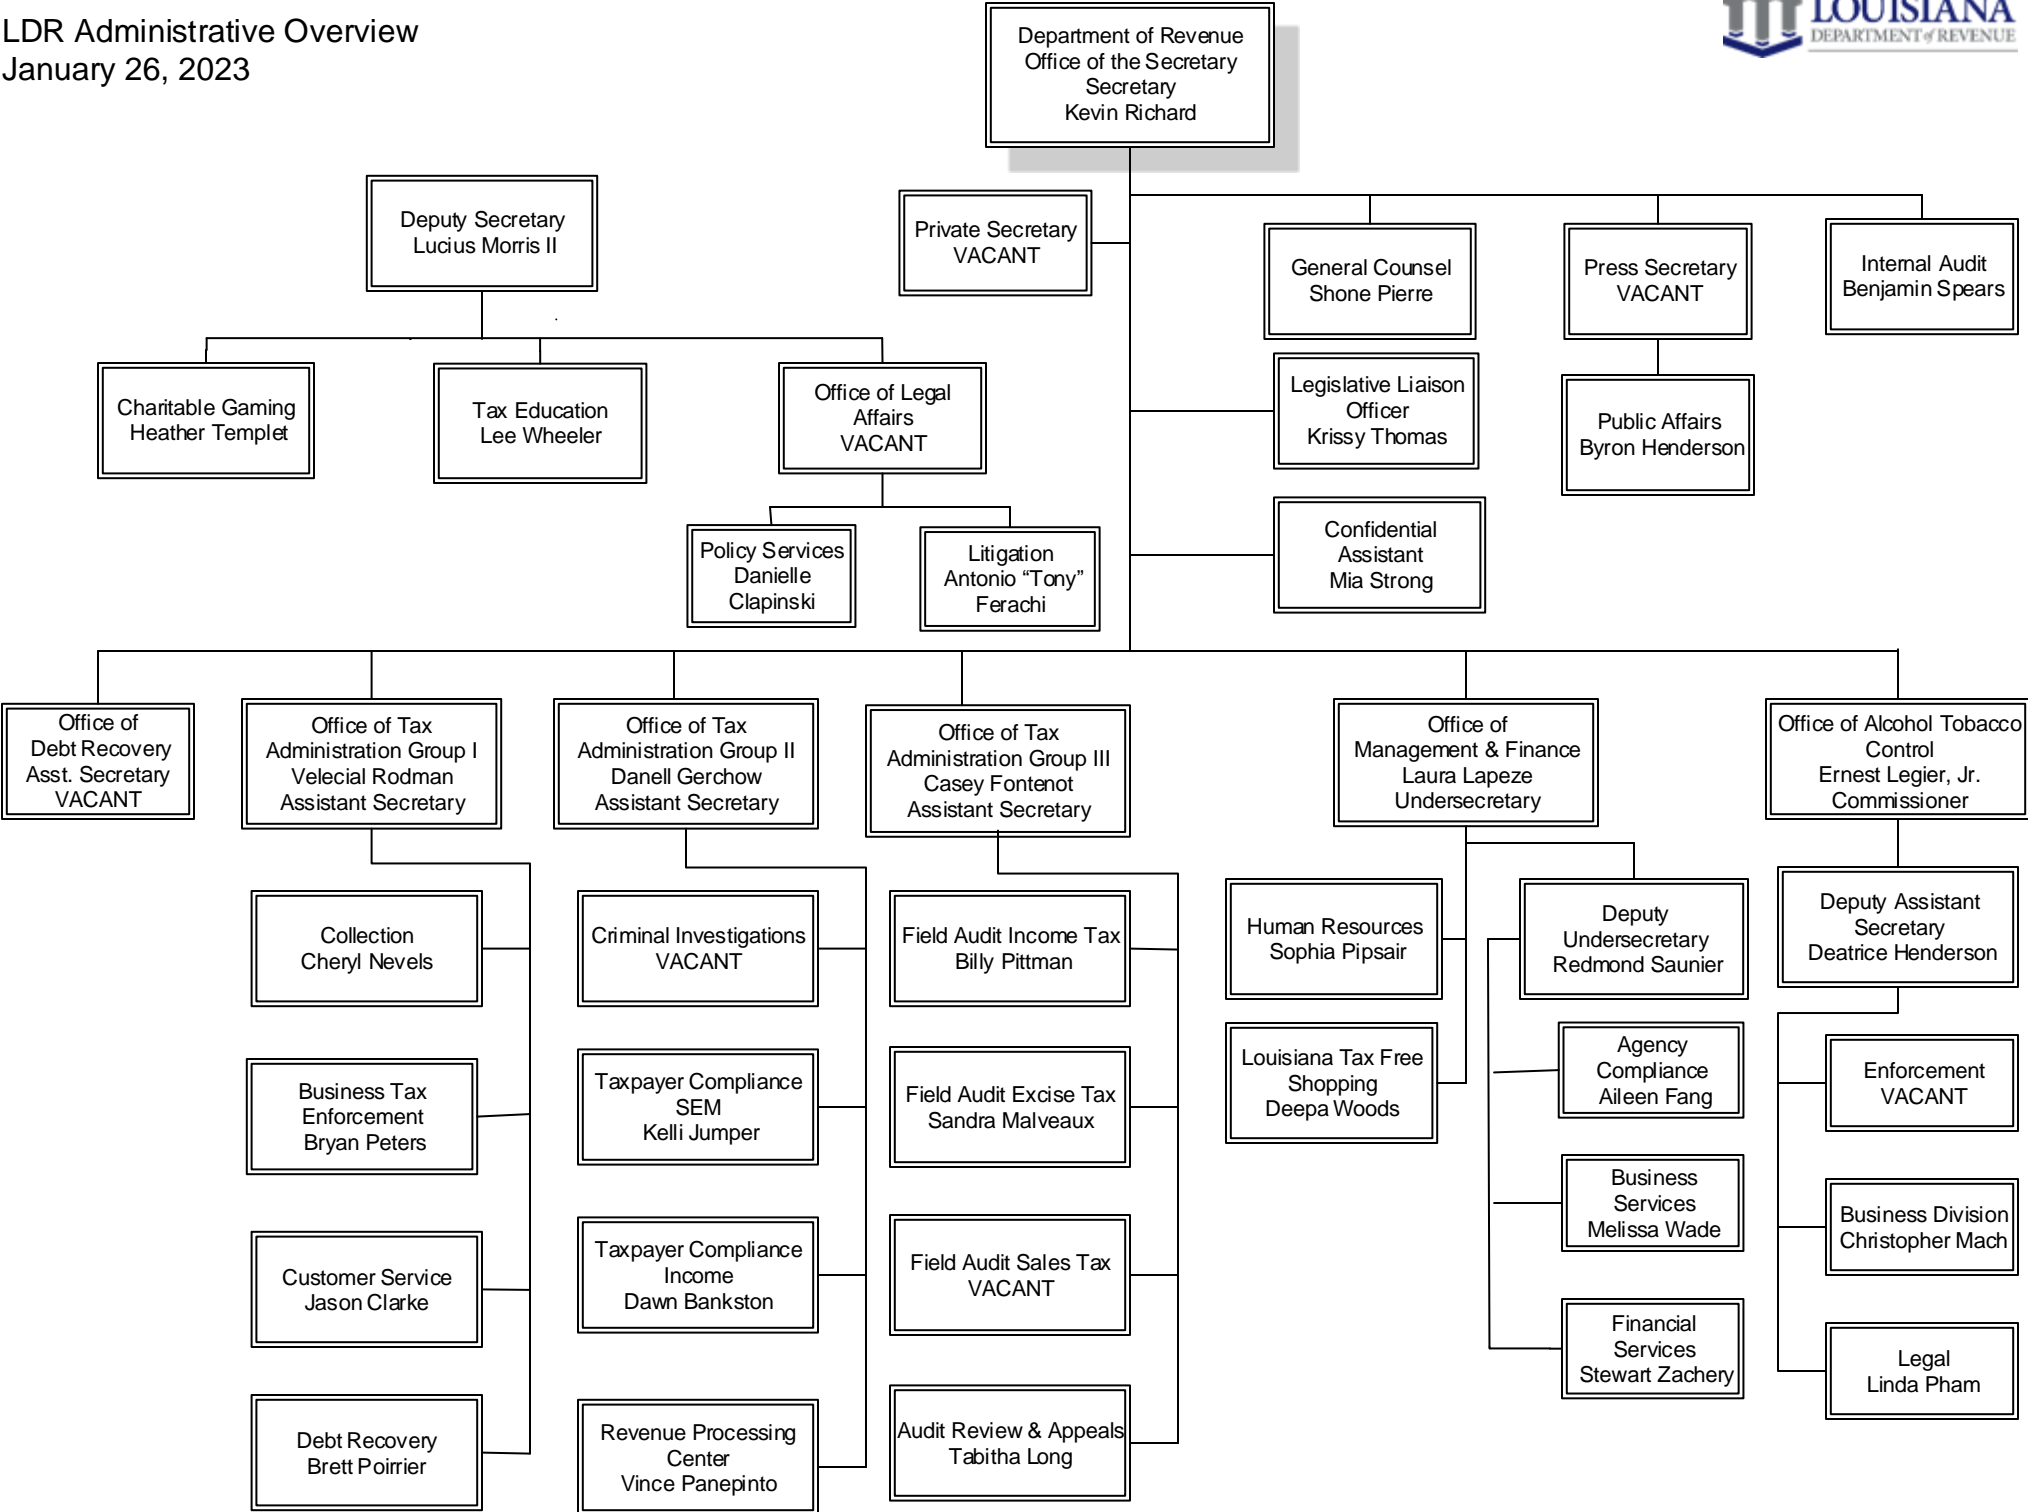 LDR Administrative Overview
January 26, 2023
LOUISIANA
DEPARTMENT of REVENUE
Department of Revenue
Office of the Secretary
Secretary
Kevin Richard
Deputy Secretary
Lucius Morris II
Private Secretary
VACANT
General Counsel
Shone Pierre
Press Secretary
VACANT
Internal Audit
Benjamin Spears
Charitable Gaming
Heather Templet
Tax Education
Lee Wheeler
Office of Legal
Affairs
VACANT
Legislative Liaison
Officer
Krissy Thomas
Public Affairs
Byron Henderson
Policy Services
Danielle
Clapinski
Litigation
Antonio “Tony”
Ferachi
Confidential
Assistant
Mia Strong
Office of
Debt Recovery
Asst. Secretary
VACANT
Office of Tax
Administration Group I
Velecial Rodman
Assistant Secretary
Office of Tax
Administration Group II
Danell Gerchow
Assistant Secretary
Office of Tax
Administration Group III
Casey Fontenot
Assistant Secretary
Office of
Management & Finance
Laura Lapeze
Undersecretary
Office of Alcohol Tobacco
Control
Ernest Legier, Jr.
Commissioner
Collection
Cheryl Nevels
Business Tax
Enforcement
Bryan Peters
Customer Service
Jason Clarke
Debt Recovery
Brett Poirrier
Criminal Investigations
VACANT
Taxpayer Compliance
SEM
Kelli Jumper
Taxpayer Compliance
Income
Dawn Bankston
Revenue Processing
Center
Vince Panepinto
Field Audit Income Tax
Billy Pittman
Field Audit Excise Tax
Sandra Malveaux
Field Audit Sales Tax
VACANT
Audit Review & Appeals
Tabitha Long
Human Resources
Sophia Pipsair
Louisiana Tax Free
Shopping
Deepa Woods
Deputy
Undersecretary
Redmond Saunier
Agency
Compliance
Aileen Fang
Business
Services
Melissa Wade
Financial
Services
Stewart Zachery
Deputy Assistant
Secretary
Deatrice Henderson
Enforcement
VACANT
Business Division
Christopher Mach
Legal
Linda Pham